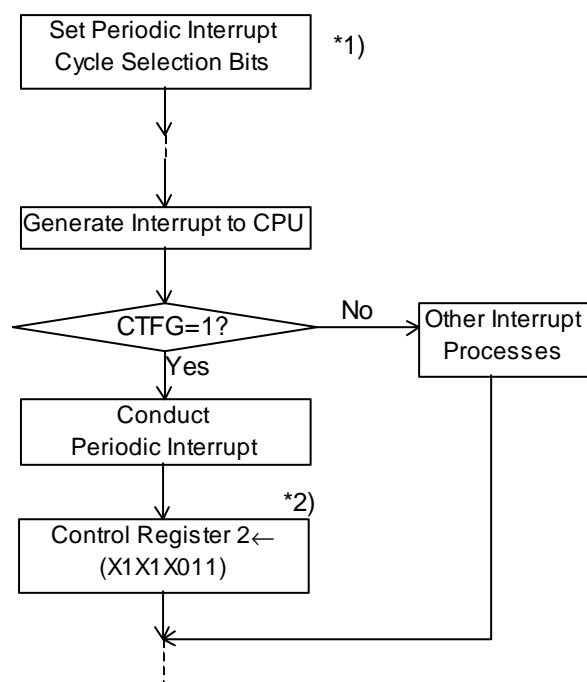 Set Periodic Interrupt
Cycle Selection Bits
*1)
Generate Interrupt to CPU
CTFG=1?
No
Other Interrupt
Processes
Yes
Conduct
Periodic Interrupt
*2)
Control Register 2←
(X1X1X011)